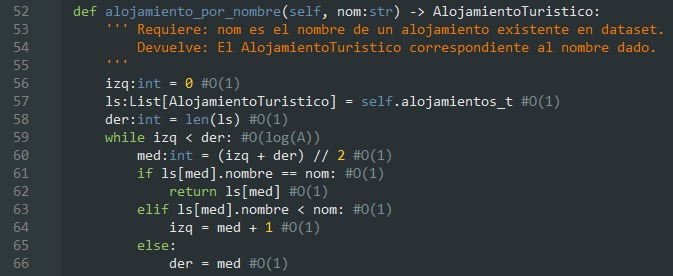 52 def alojamiento_por_nombre(self, nom:str) -> AlojamientoTuristico:
53 ''' Requiere: nom es el nombre de un alojamiento existente en dataset.
54 Devuelve: El AlojamientoTuristico correspondiente al nombre dado.
55 '''
56 izq:int = 0 #O(1)
57 ls:List[AlojamientoTuristico] = self.alojamientos_t #O(1)
58 der:int = len(ls) #O(1)
59 while izq < der: #O(log(A))
60 med:int = (izq + der) // 2 #O(1)
61 if ls[med].nombre == nom: #O(1)
62 return ls[med] #O(1)
63 elif ls[med].nombre < nom: #O(1)
64 izq = med + 1 #O(1)
65 else:
66 der = med #O(1)